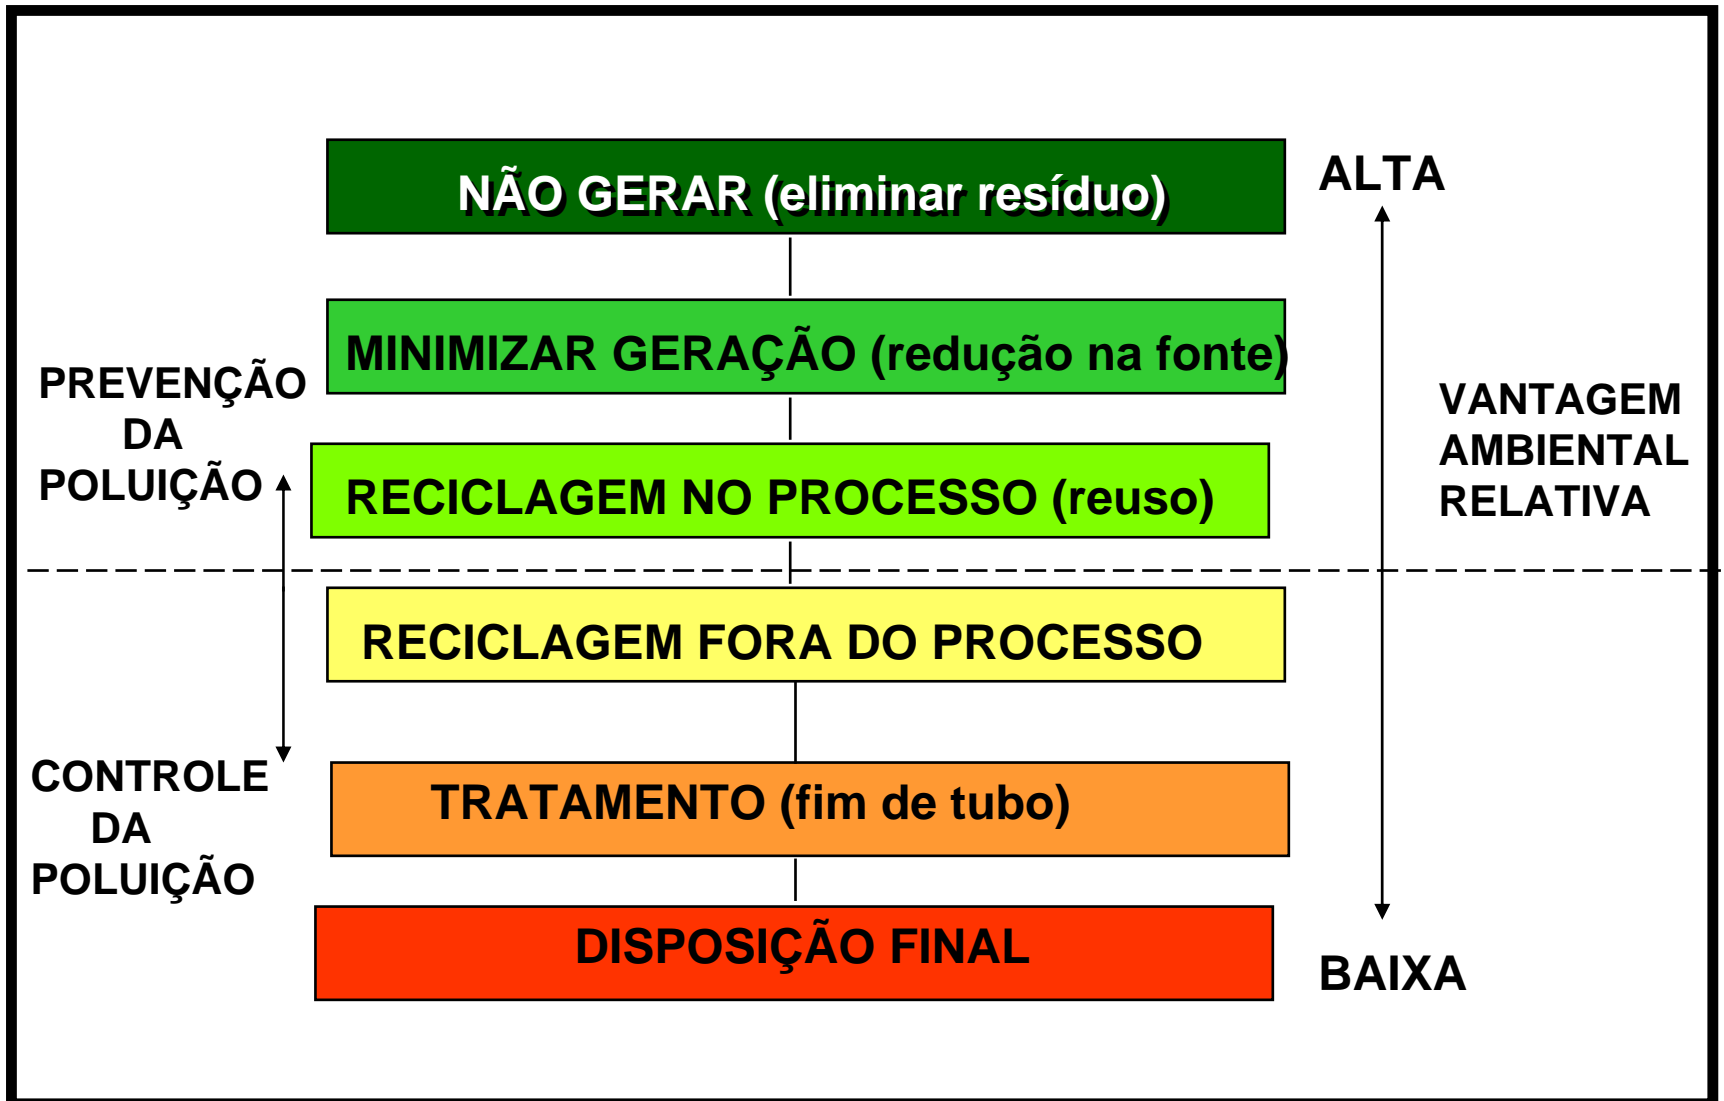 NÃO GERAR (eliminar resíduo)
ALTA
MINIMIZAR GERAÇÃO (redução na fonte)
PREVENÇÃO
DA
POLUIÇÃO
VANTAGEM
AMBIENTAL
RELATIVA
RECICLAGEM NO PROCESSO (reuso)
RECICLAGEM FORA DO PROCESSO
CONTROLE
DA
POLUIÇÃO
TRATAMENTO (fim de tubo)
DISPOSIÇÃO FINAL
BAIXA